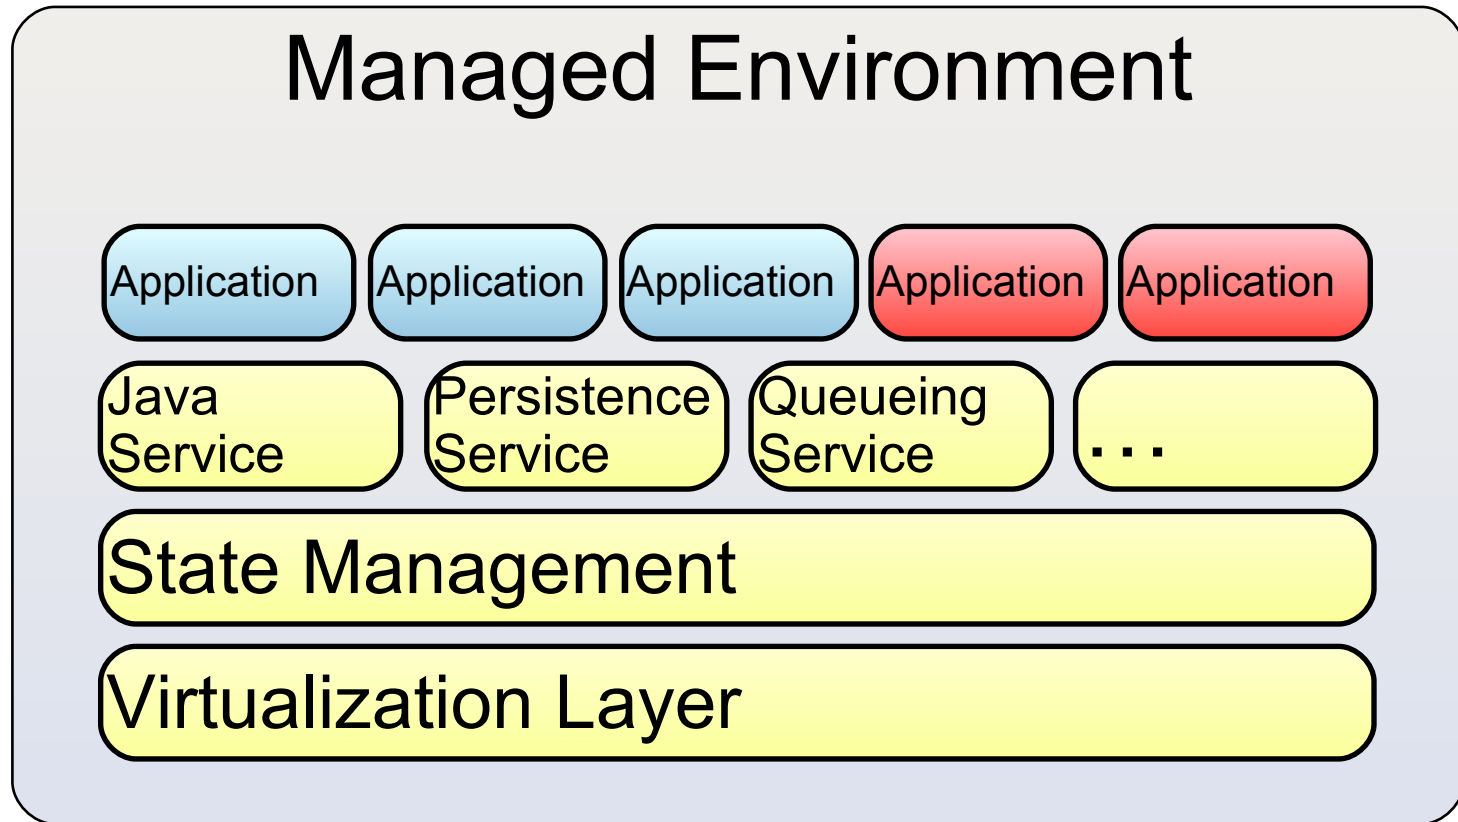 Managed Environment
Application Application Application Application Application
Java Service
Persistence Service
Queueing Service
...
State Management
Virtualization Layer